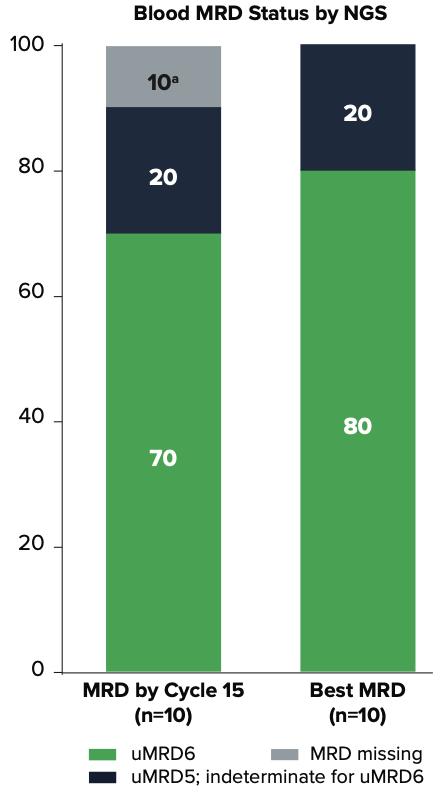 Blood MRD Status by NGS
100
80
60
40
20
0
10ᵃ
20
70
20
80
MRD by Cycle 15
(n=10)
Best MRD
(n=10)
uMRD6
MRD missing
uMRD5; indeterminate for uMRD6